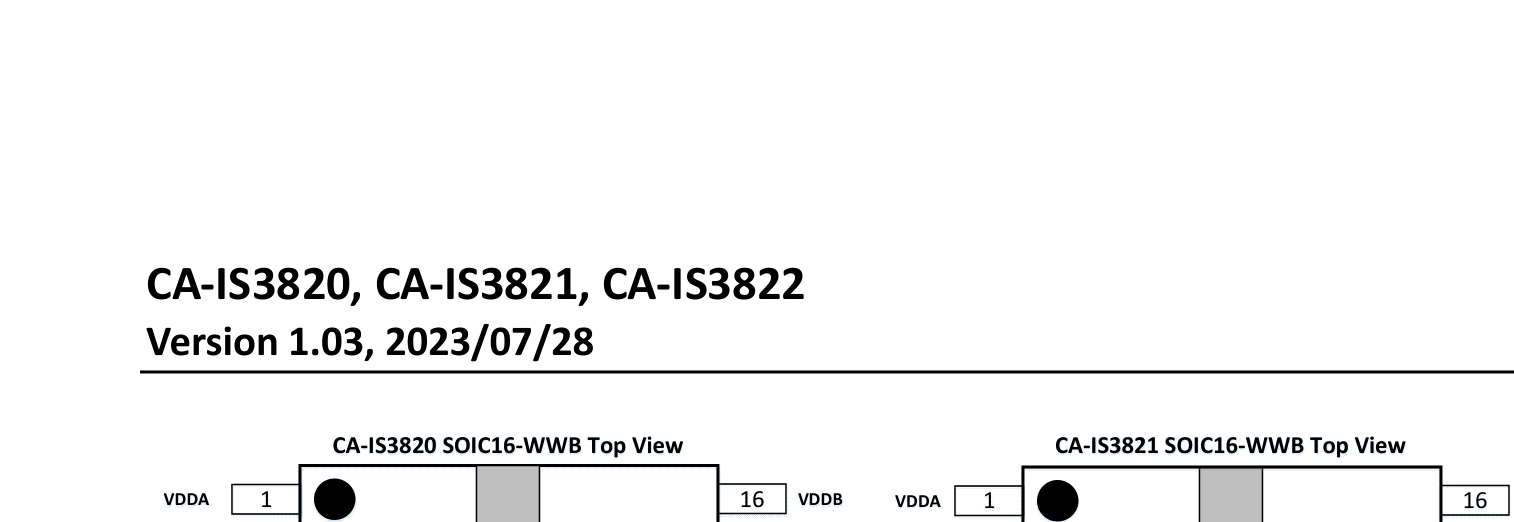 CA-IS3820, CA-IS3821, CA-IS3822
Version 1.03, 2023/07/28
CA-IS3820 SOIC16-WWB Top View
CA-IS3821 SOIC16-WWB Top View
VDDA 1 16 VDDB
VDDA 1 16